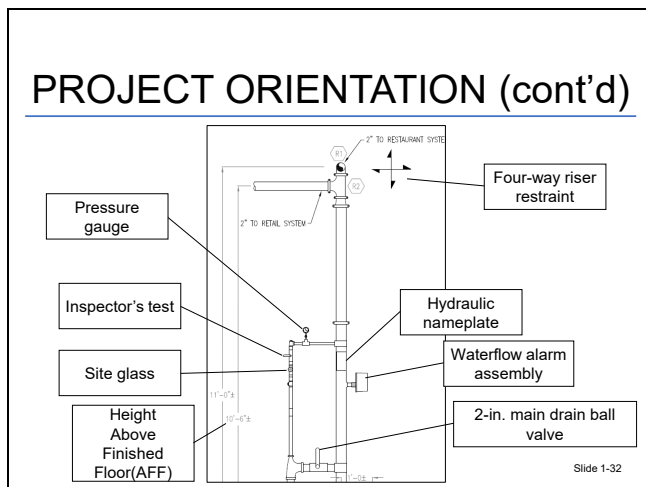 PROJECT ORIENTATION (cont’d)
R1
2" TO RESTAURANT SYSTE
R2
2" TO RETAIL SYSTEM
Four-way riser
restraint
Pressure
gauge
Inspector’s test
Hydraulic
nameplate
Site glass
Waterflow alarm
assembly
11'-0"±
10'-6"±
Height
Above
Finished
Floor(AFF)
2-in. main drain ball
valve
1'-0±
Slide 1-32